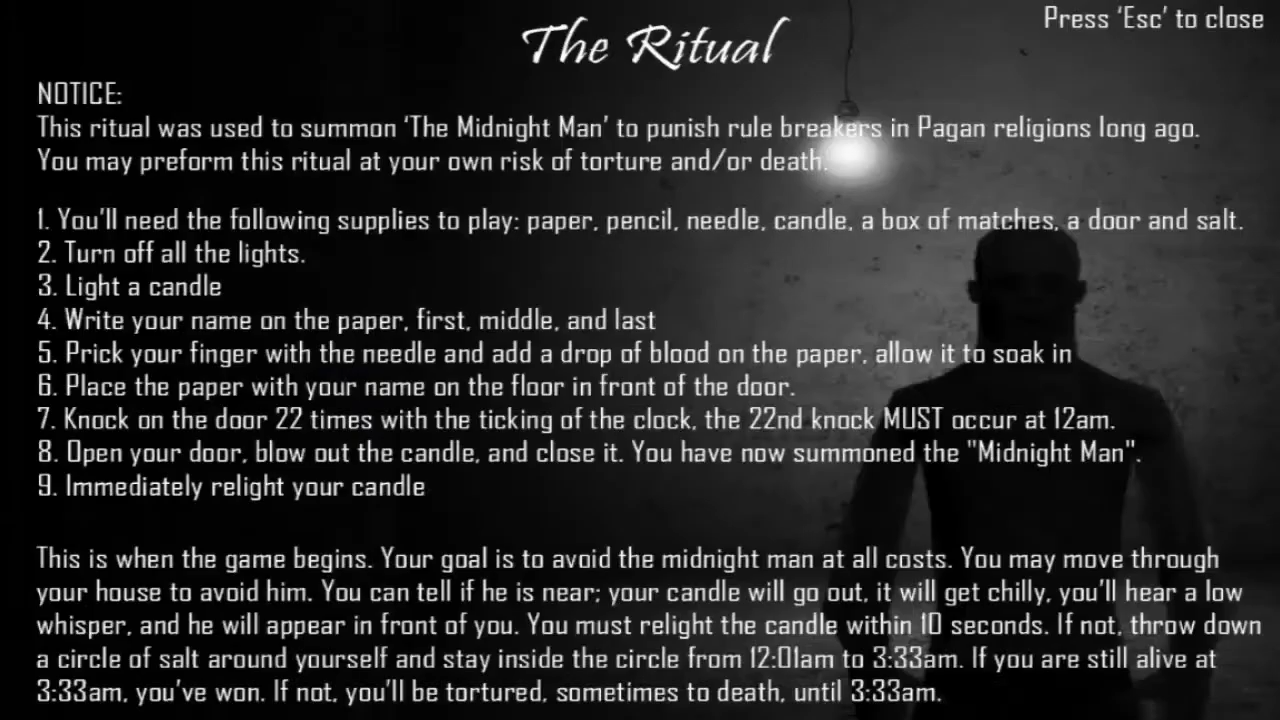 Press 'Esc' to close
The Ritual
NOTICE:
This ritual was used to summon 'The Midnight Man' to punish rule breakers in Pagan religions long ago.
You may preform this ritual at your own risk of torture and/or death.
1. You'll need the following supplies to play: paper, pencil, needle, candle, a box of matches, a door and salt.
2. Turn off all the lights.
3. Light a candle
4. Write your name on the paper, first, middle, and last
5. Prick your finger with the needle and add a drop of blood on the paper, allow it to soak in
6. Place the paper with your name on the floor in front of the door.
7. Knock on the door 22 times with the ticking of the clock, the 22nd knock MUST occur at 12am.
8. Open your door, blow out the candle, and close it. You have now summoned the "Midnight Man".
9. Immediately relight your candle
This is when the game begins. Your goal is to avoid the midnight man at all costs. You may move through
your house to avoid him. You can tell if he is near; your candle will go out, it will get chilly, you'll hear a low
whisper, and he will appear in front of you. You must relight the candle within 10 seconds. If not, throw down
a circle of salt around yourself and stay inside the circle from 12:01am to 3:33am. If you are still alive at
3:33am, you've won. If not, you'll be tortured, sometimes to death, until 3:33am.